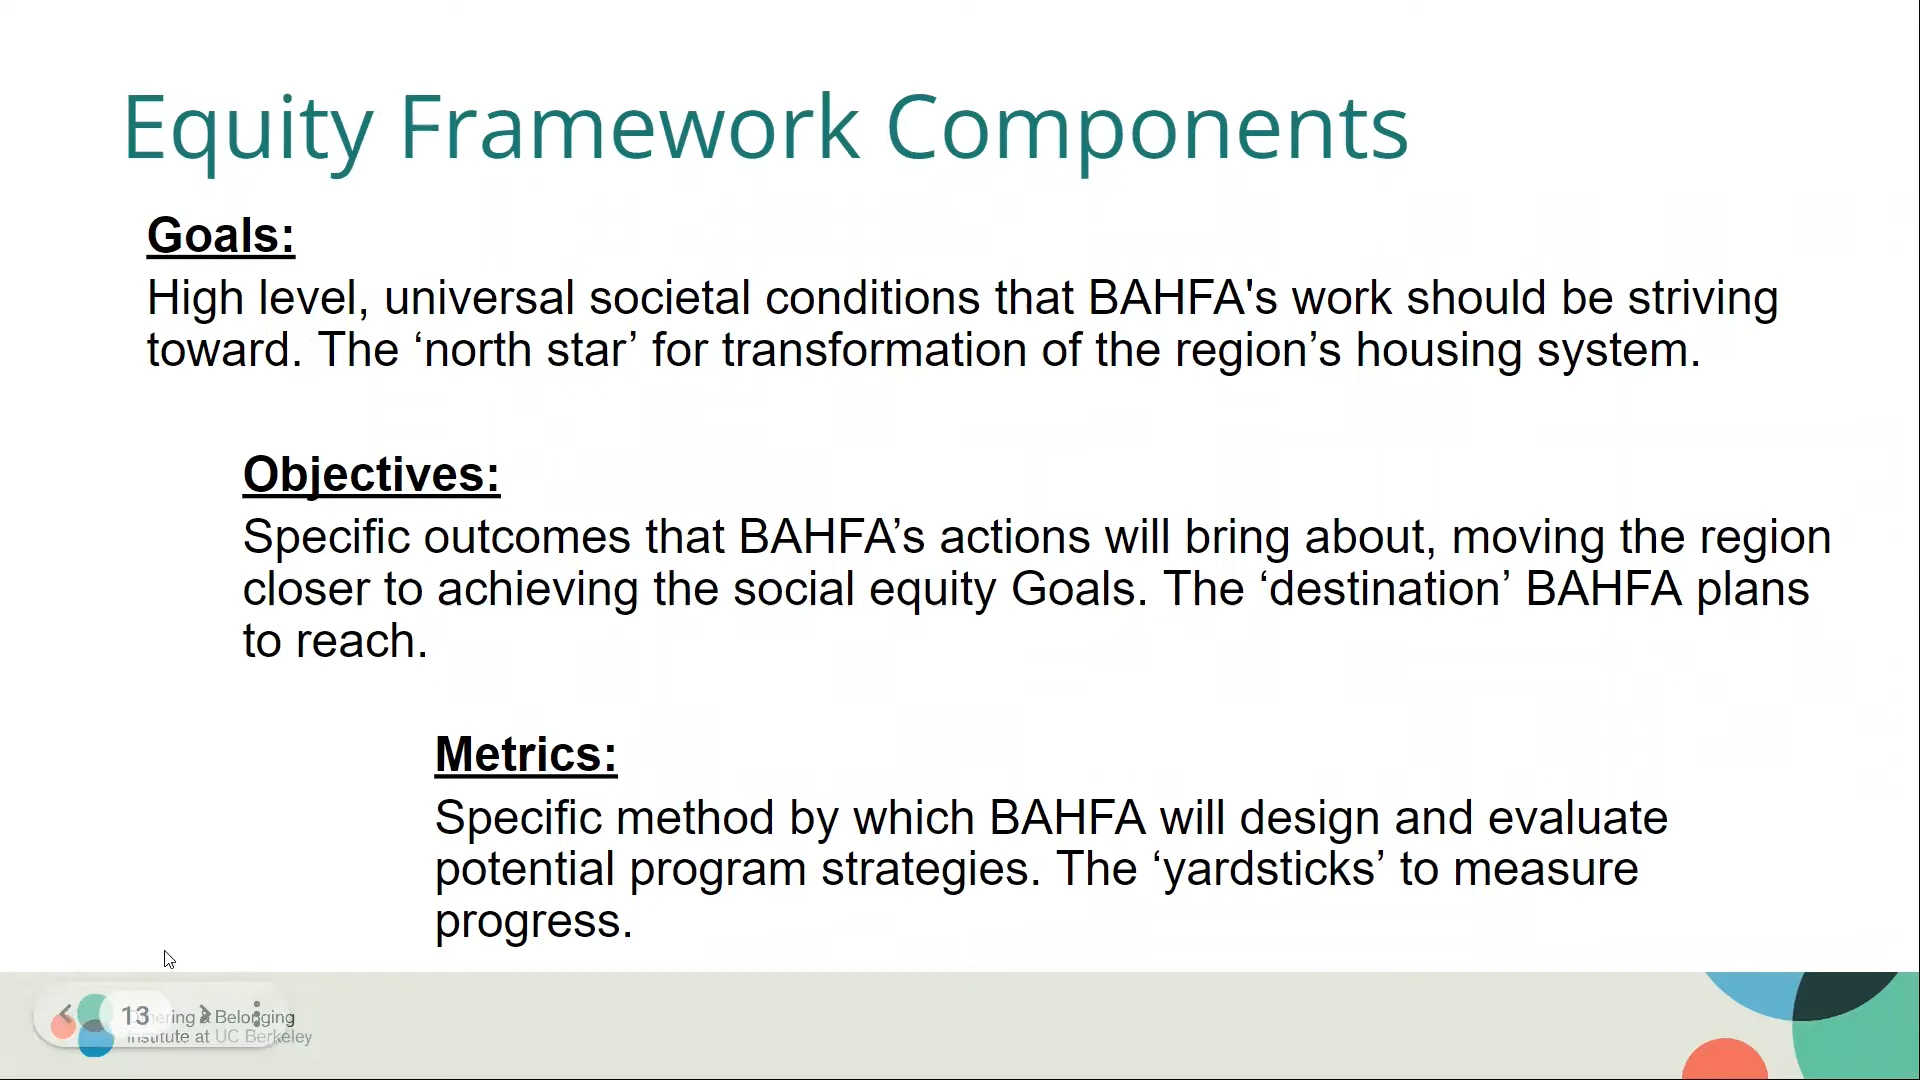 Equity Framework Components
Goals:
High level, universal societal conditions that BAHFA's work should be striving
toward. The ‘north star’ for transformation of the region’s housing system.
Objectives:
Specific outcomes that BAHFA’s actions will bring about, moving the region
closer to achieving the social equity Goals. The ‘destination’ BAHFA plans
to reach.
Metrics:
Specific method by which BAHFA will design and evaluate
potential program strategies. The ‘yardsticks’ to measure
progress.
13
& Belonging
Institute at UC Berkeley